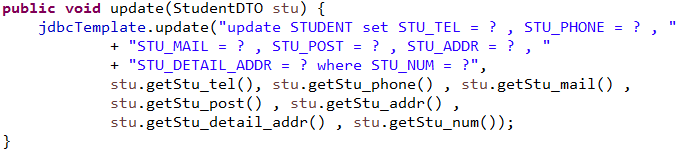 public void update(StudentDTO stu) {
jdbcTemplate.update("update STUDENT set STU_TEL = ? , STU_PHONE = ? , "
+ "STU_MAIL = ? , STU_POST = ? , STU_ADDR = ? , "
+ "STU_DETAIL_ADDR = ? where STU_NUM = ?",
stu.getStu_tel(), stu.getStu_phone() , stu.getStu_mail() ,
stu.getStu_post() , stu.getStu_addr() ,
stu.getStu_detail_addr() , stu.getStu_num());
}